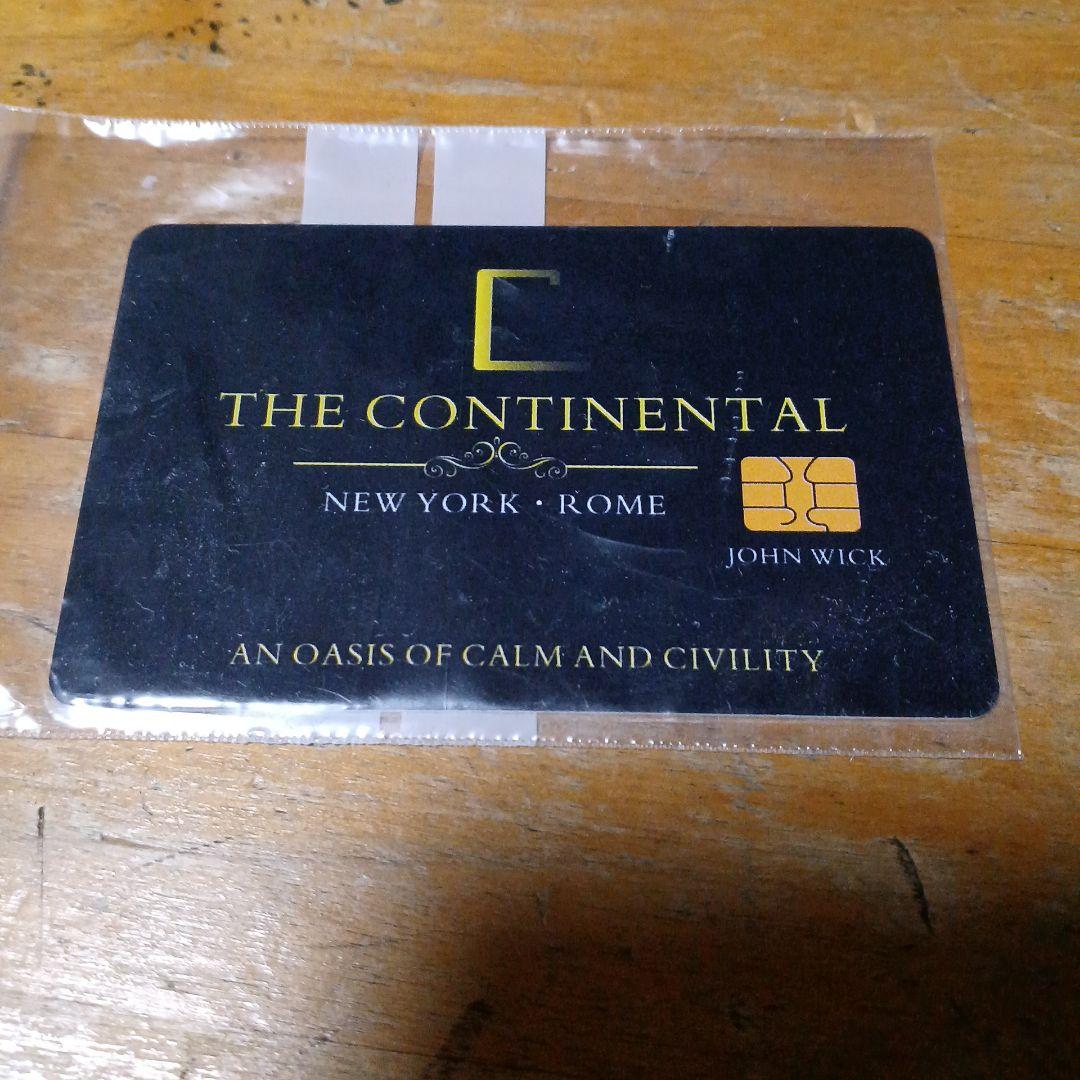 C
THE CONTINENTAL
NEW YORK · ROME
JOHN WICK
AN OASIS OF CALM AND CIVILITY